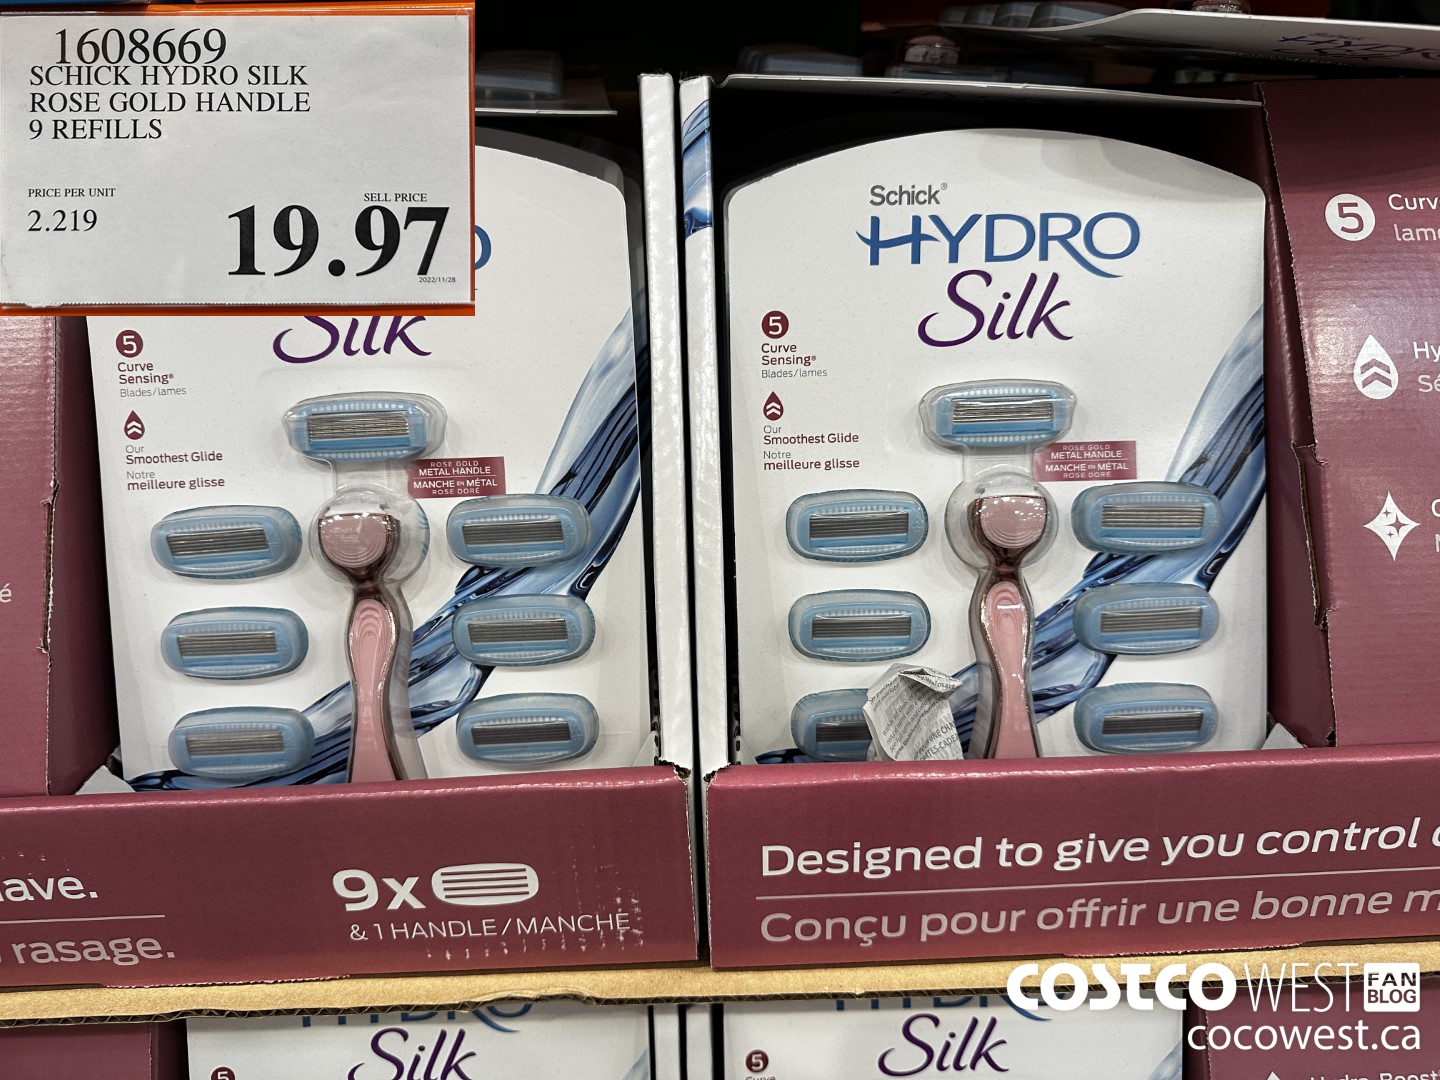 1608669
SCHICK HYDRO SILK
ROSE GOLD HANDLE
9 REFILLS
PRICE PER UNIT
2.219
SELL PRICE
19.97
2022/11/28
Silk
5
Curve
Sensing®
Blades/lames
Our
Smoothest Glide
Notre
meilleure glisse
ROSE GOLD
METAL HANDLE
MANCHE EN MÉTAL
ROSE DORÉ
Schick®
HYDRO
Silk
5
Curve
Sensing®
Blades/lames
Our
Smoothest Glide
Notre
meilleure glisse
ROSE GOLD
METAL HANDLE
MANCHE EN MÉTAL
ROSE DORÉ
5
Curv
lam
Hy
Sé
é
ave.
rasage.
9x
& 1 HANDLE/MANCHE
Designed to give you control
Conçu pour offrir une bonne m
COSTCO WEST FAN BLOG
cocowest.ca
HYDRO
Silk
5
Silk
5
Curve